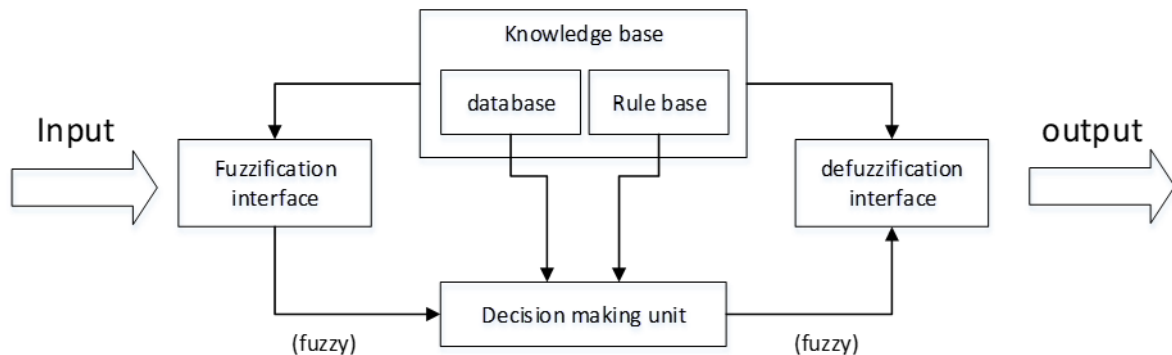 Knowledge base
database
Rule base
Input
output
Fuzzification
interface
defuzzification
interface
Decision making unit
(fuzzy)
(fuzzy)